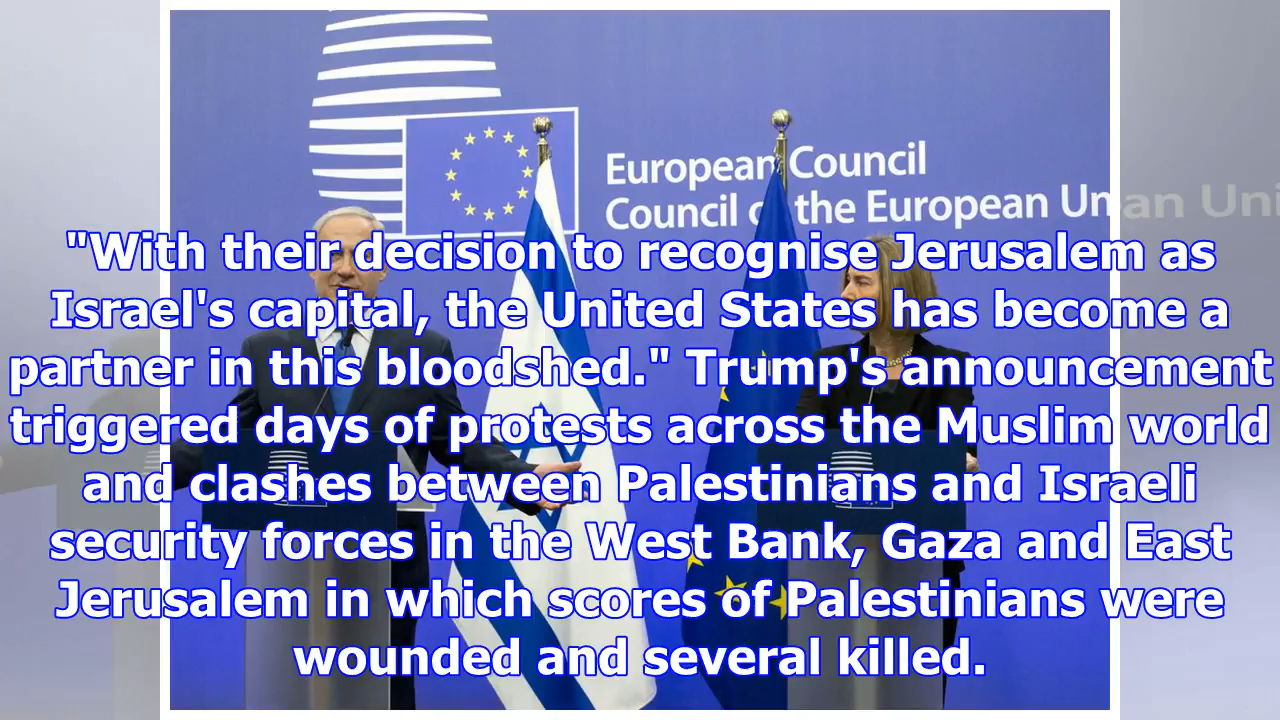 European Council
Council of the European Un an Uni
"With their decision to recognise Jerusalem as
Israel's capital, the United States has become a
partner in this bloodshed." Trump's announcement
triggered days of protests across the Muslim world
and clashes between Palestinians and Israeli
security forces in the West Bank, Gaza and East
Jerusalem in which scores of Palestinians were
wounded and several killed.